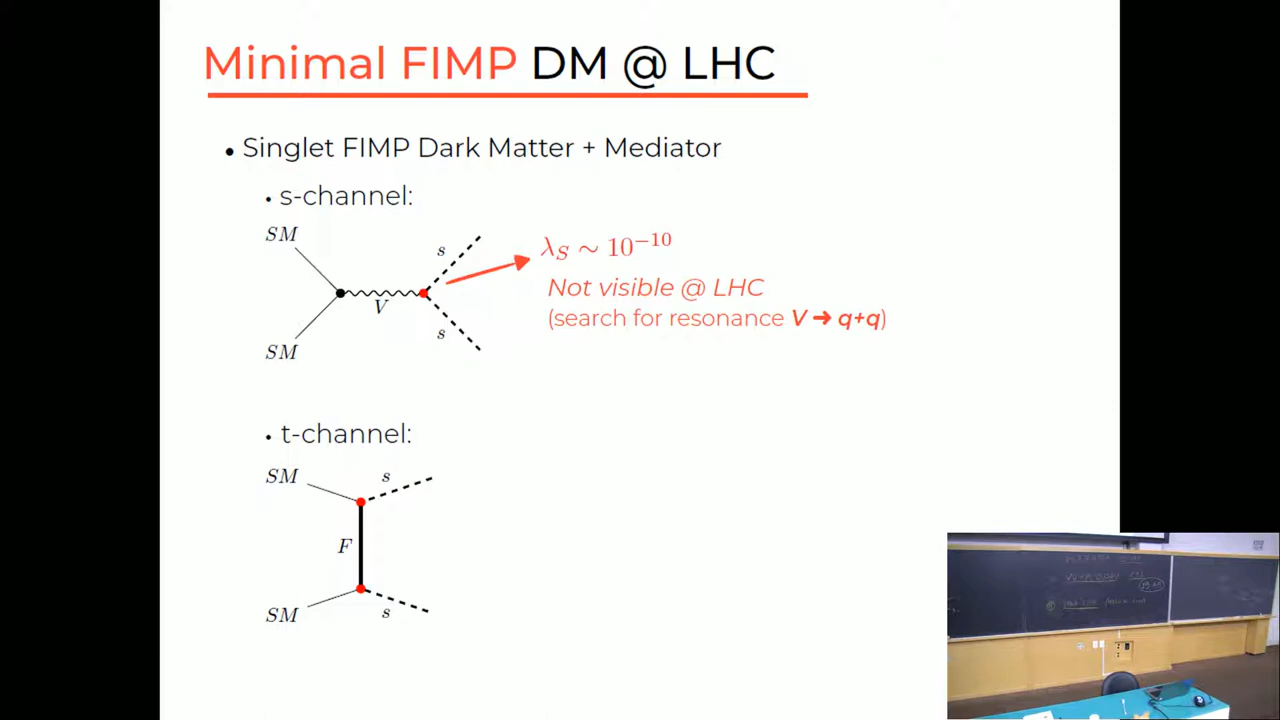 Minimal FIMP DM @ LHC
• Singlet FIMP Dark Matter + Mediator
• s-channel:
SM
s
λ_S ∼ 10^{−10}
Not visible @ LHC
V
(search for resonance V ➜ q+q)
s
SM
• t-channel:
SM
s
F
SM
s